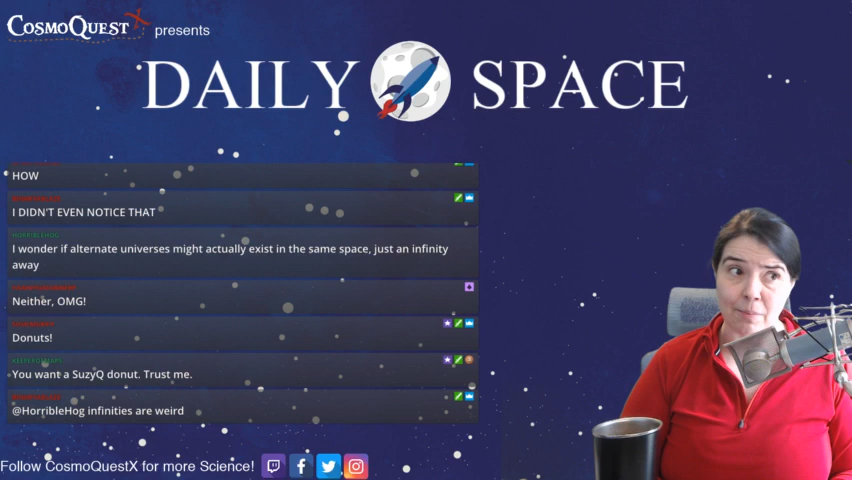 COSMOQUESTX presents
DAILY SPACE
HOW
I DIDN'T EVEN NOTICE THAT
HORRIBLEHOG
I wonder if alternate universes might actually exist in the same space, just an infinity
away
Neither, OMG!
Donuts!
You want a SuzyQ donut. Trust me.
@HorribleHog infinities are weird
Follow CosmoQuestX for more Science!